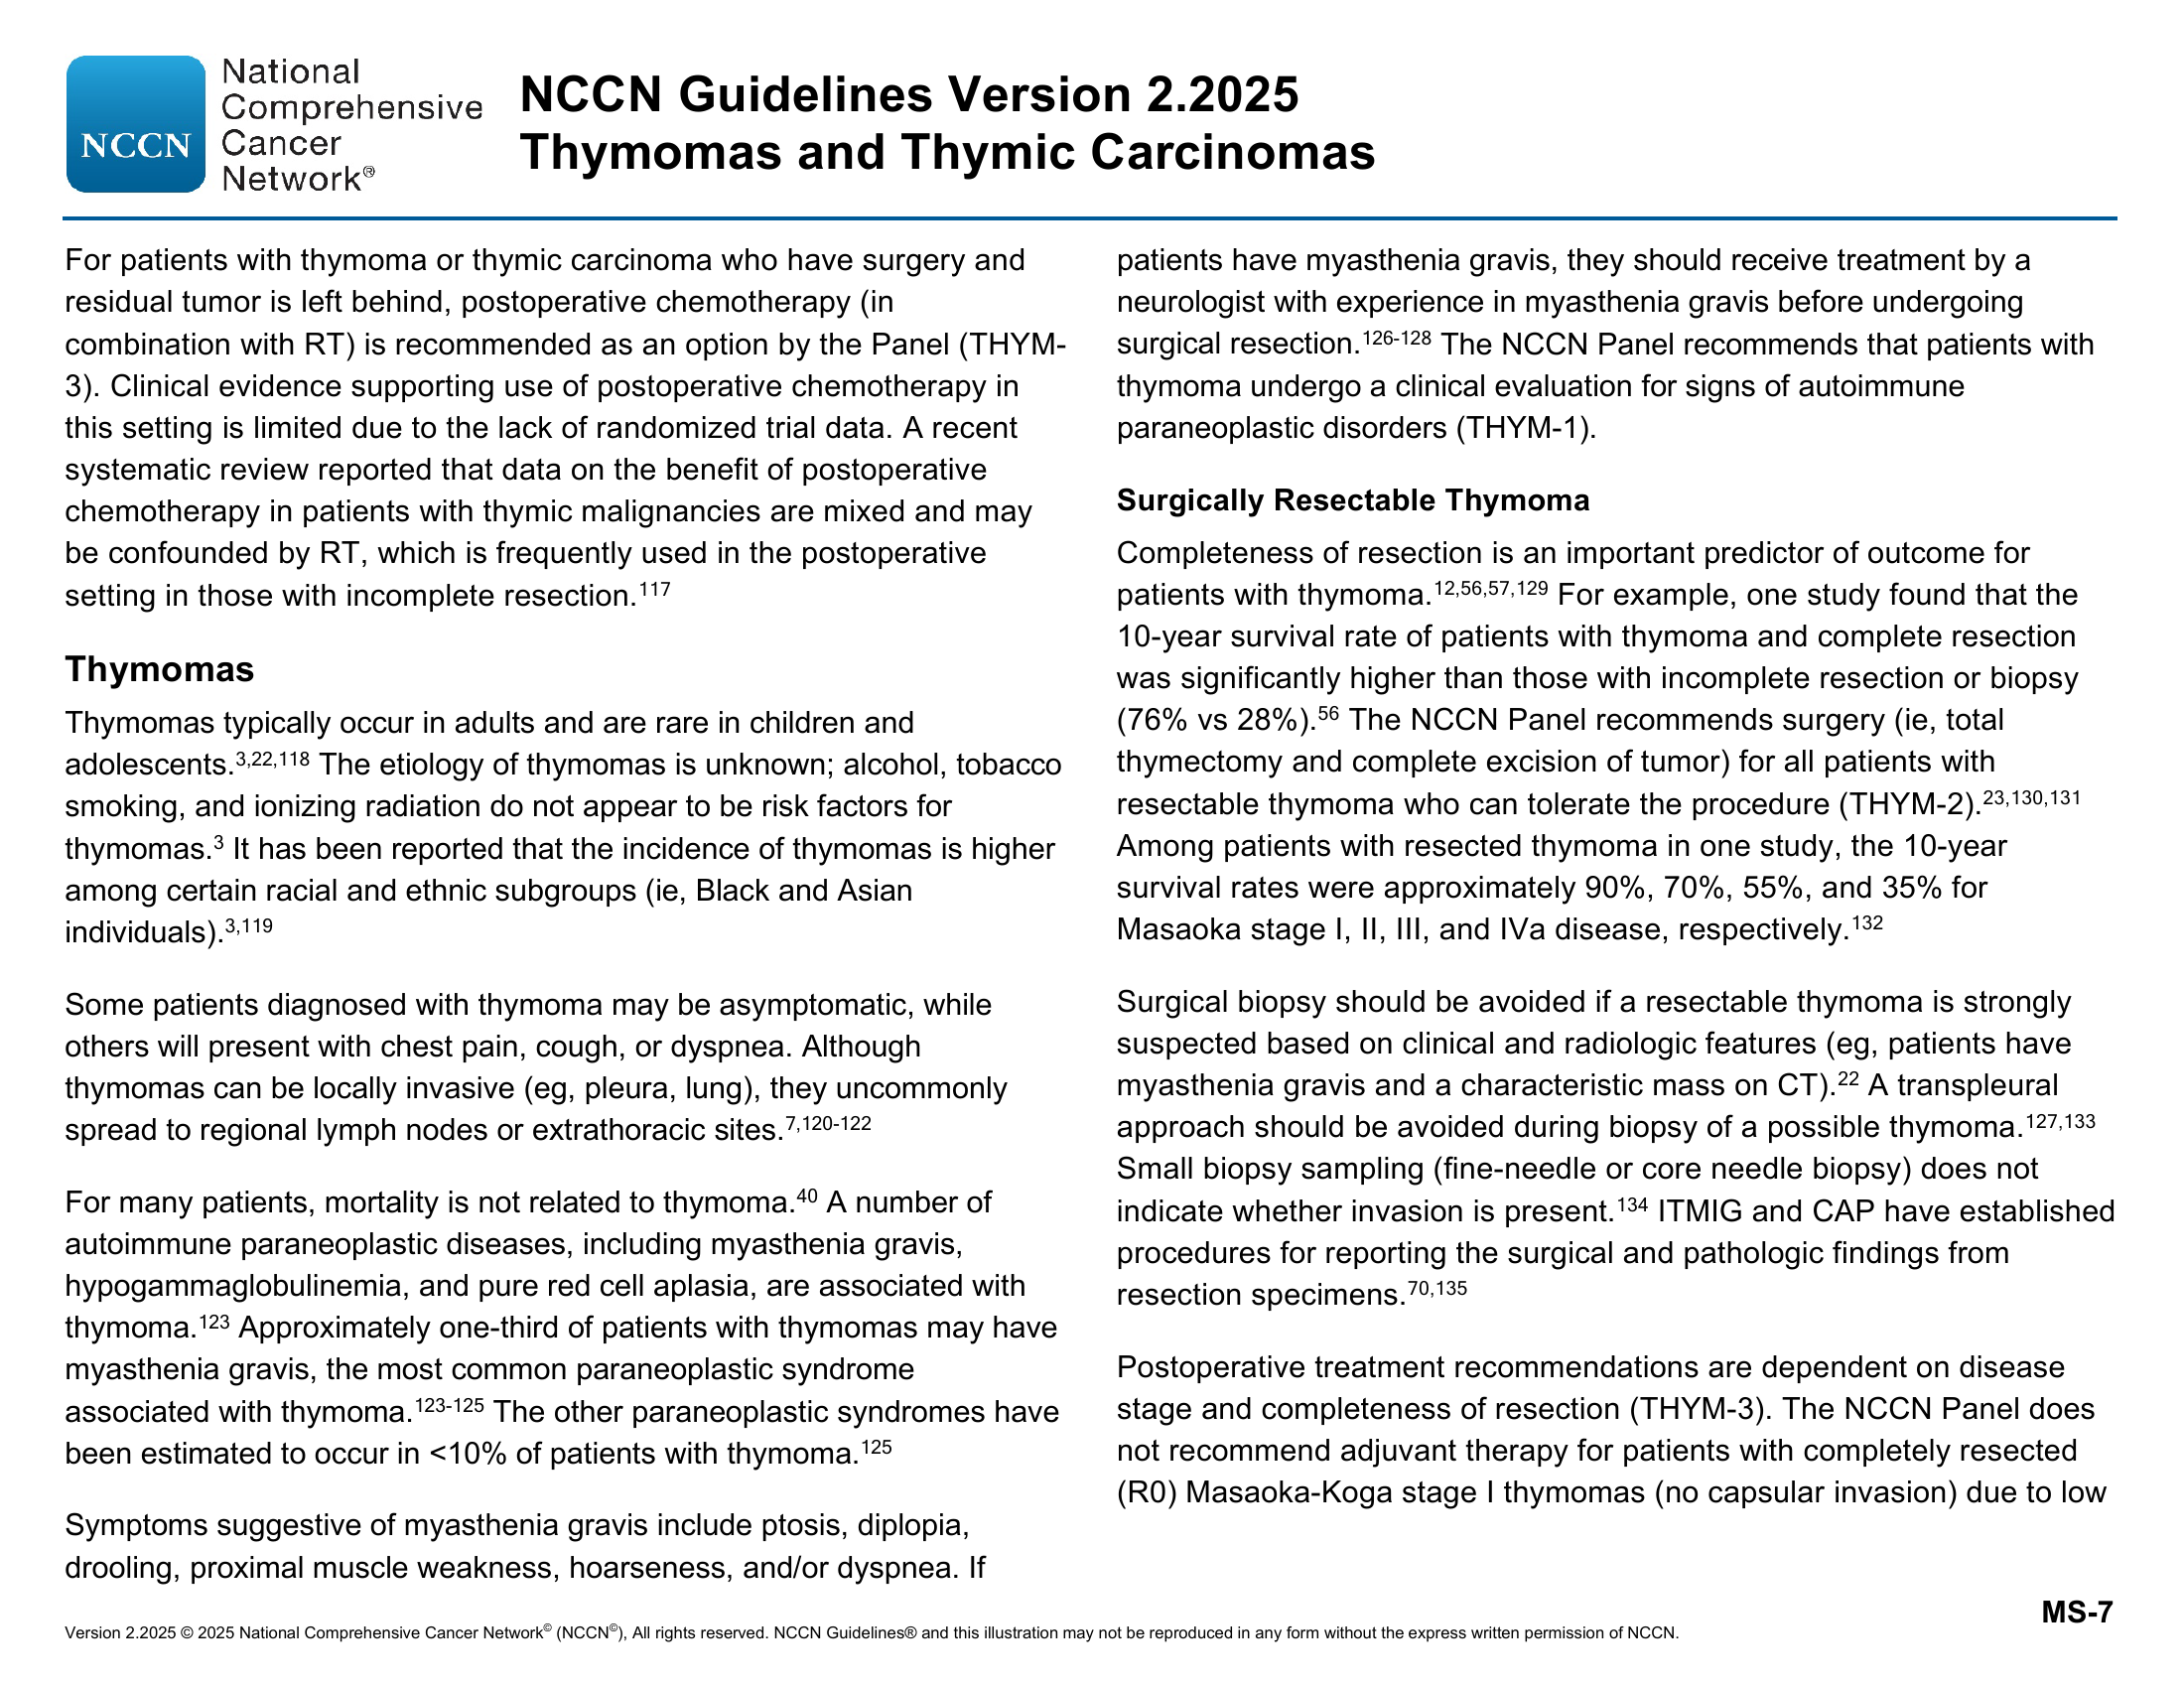 NCCN
National
Comprehensive
Cancer
Network®
NCCN Guidelines Version 2.2025
Thymomas and Thymic Carcinomas
For patients with thymoma or thymic carcinoma who have surgery and
residual tumor is left behind, postoperative chemotherapy (in
combination with RT) is recommended as an option by the Panel (THYM-
3). Clinical evidence supporting use of postoperative chemotherapy in
this setting is limited due to the lack of randomized trial data. A recent
systematic review reported that data on the benefit of postoperative
chemotherapy in patients with thymic malignancies are mixed and may
be confounded by RT, which is frequently used in the postoperative
setting in those with incomplete resection.117
Thymomas
Thymomas typically occur in adults and are rare in children and
adolescents.3,22,118 The etiology of thymomas is unknown; alcohol, tobacco
smoking, and ionizing radiation do not appear to be risk factors for
thymomas.3 It has been reported that the incidence of thymomas is higher
among certain racial and ethnic subgroups (ie, Black and Asian
individuals).3,119
Some patients diagnosed with thymoma may be asymptomatic, while
others will present with chest pain, cough, or dyspnea. Although
thymomas can be locally invasive (eg, pleura, lung), they uncommonly
spread to regional lymph nodes or extrathoracic sites.7,120-122
For many patients, mortality is not related to thymoma.40 A number of
autoimmune paraneoplastic diseases, including myasthenia gravis,
hypogammaglobulinemia, and pure red cell aplasia, are associated with
thymoma.123 Approximately one-third of patients with thymomas may have
myasthenia gravis, the most common paraneoplastic syndrome
associated with thymoma.123-125 The other paraneoplastic syndromes have
been estimated to occur in <10% of patients with thymoma.125
Symptoms suggestive of myasthenia gravis include ptosis, diplopia,
drooling, proximal muscle weakness, hoarseness, and/or dyspnea. If
patients have myasthenia gravis, they should receive treatment by a
neurologist with experience in myasthenia gravis before undergoing
surgical resection.126-128 The NCCN Panel recommends that patients with
thymoma undergo a clinical evaluation for signs of autoimmune
paraneoplastic disorders (THYM-1).
Surgically Resectable Thymoma
Completeness of resection is an important predictor of outcome for
patients with thymoma.12,56,57,129 For example, one study found that the
10-year survival rate of patients with thymoma and complete resection
was significantly higher than those with incomplete resection or biopsy
(76% vs 28%).56 The NCCN Panel recommends surgery (ie, total
thymectomy and complete excision of tumor) for all patients with
resectable thymoma who can tolerate the procedure (THYM-2).23,130,131
Among patients with resected thymoma in one study, the 10-year
survival rates were approximately 90%, 70%, 55%, and 35% for
Masaoka stage I, II, III, and IVa disease, respectively.132
Surgical biopsy should be avoided if a resectable thymoma is strongly
suspected based on clinical and radiologic features (eg, patients have
myasthenia gravis and a characteristic mass on CT).22 A transpleural
approach should be avoided during biopsy of a possible thymoma.127,133
Small biopsy sampling (fine-needle or core needle biopsy) does not
indicate whether invasion is present.134 ITMIG and CAP have established
procedures for reporting the surgical and pathologic findings from
resection specimens.70,135
Postoperative treatment recommendations are dependent on disease
stage and completeness of resection (THYM-3). The NCCN Panel does
not recommend adjuvant therapy for patients with completely resected
(R0) Masaoka-Koga stage I thymomas (no capsular invasion) due to low
MS-7
Version 2.2025 © 2025 National Comprehensive Cancer Network© (NCCN©), All rights reserved. NCCN Guidelines® and this illustration may not be reproduced in any form without the express written permission of NCCN.